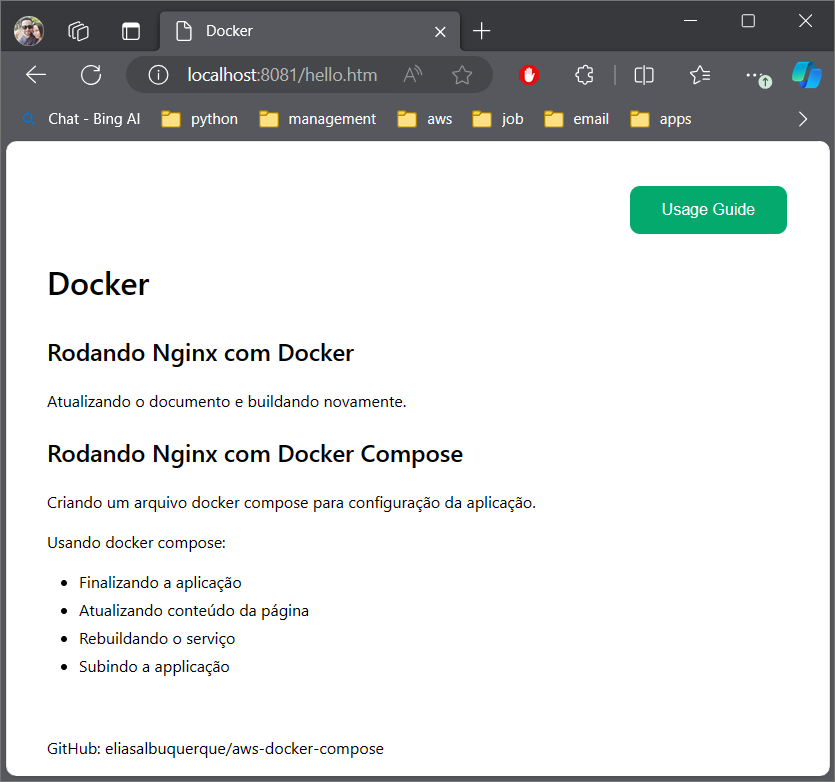 Docker
localhost:8081/hello.htm
Chat - Bing AI python management aws job email apps
Usage Guide
Docker
Rodando Nginx com Docker
Atualizando o documento e buildando novamente.
Rodando Nginx com Docker Compose
Criando um arquivo docker compose para configuração da aplicação.
Usando docker compose:
Finalizando a aplicação
Atualizando conteúdo da página
Rebuildando o serviço
Subindo a applicação
GitHub: eliasalbuquerque/aws-docker-compose